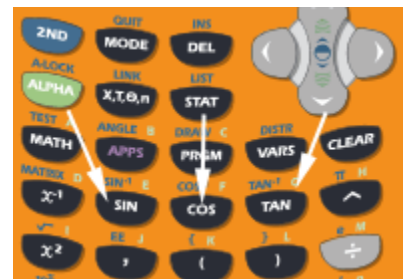 QUIT INS
2ND MODE DEL
A-LOCK LINK LIST
ALPHA X,T,Θ,n STAT
TEST A ANGLE B DRAW C DISTR
MATH APPS PRGM VARS CLEAR
MATRIX D SIN⁻¹ E COS F TAN⁻¹ G π H
x⁻¹ SIN COS TAN ^
√ I EE J { K } L e M
x² , ( ) ÷